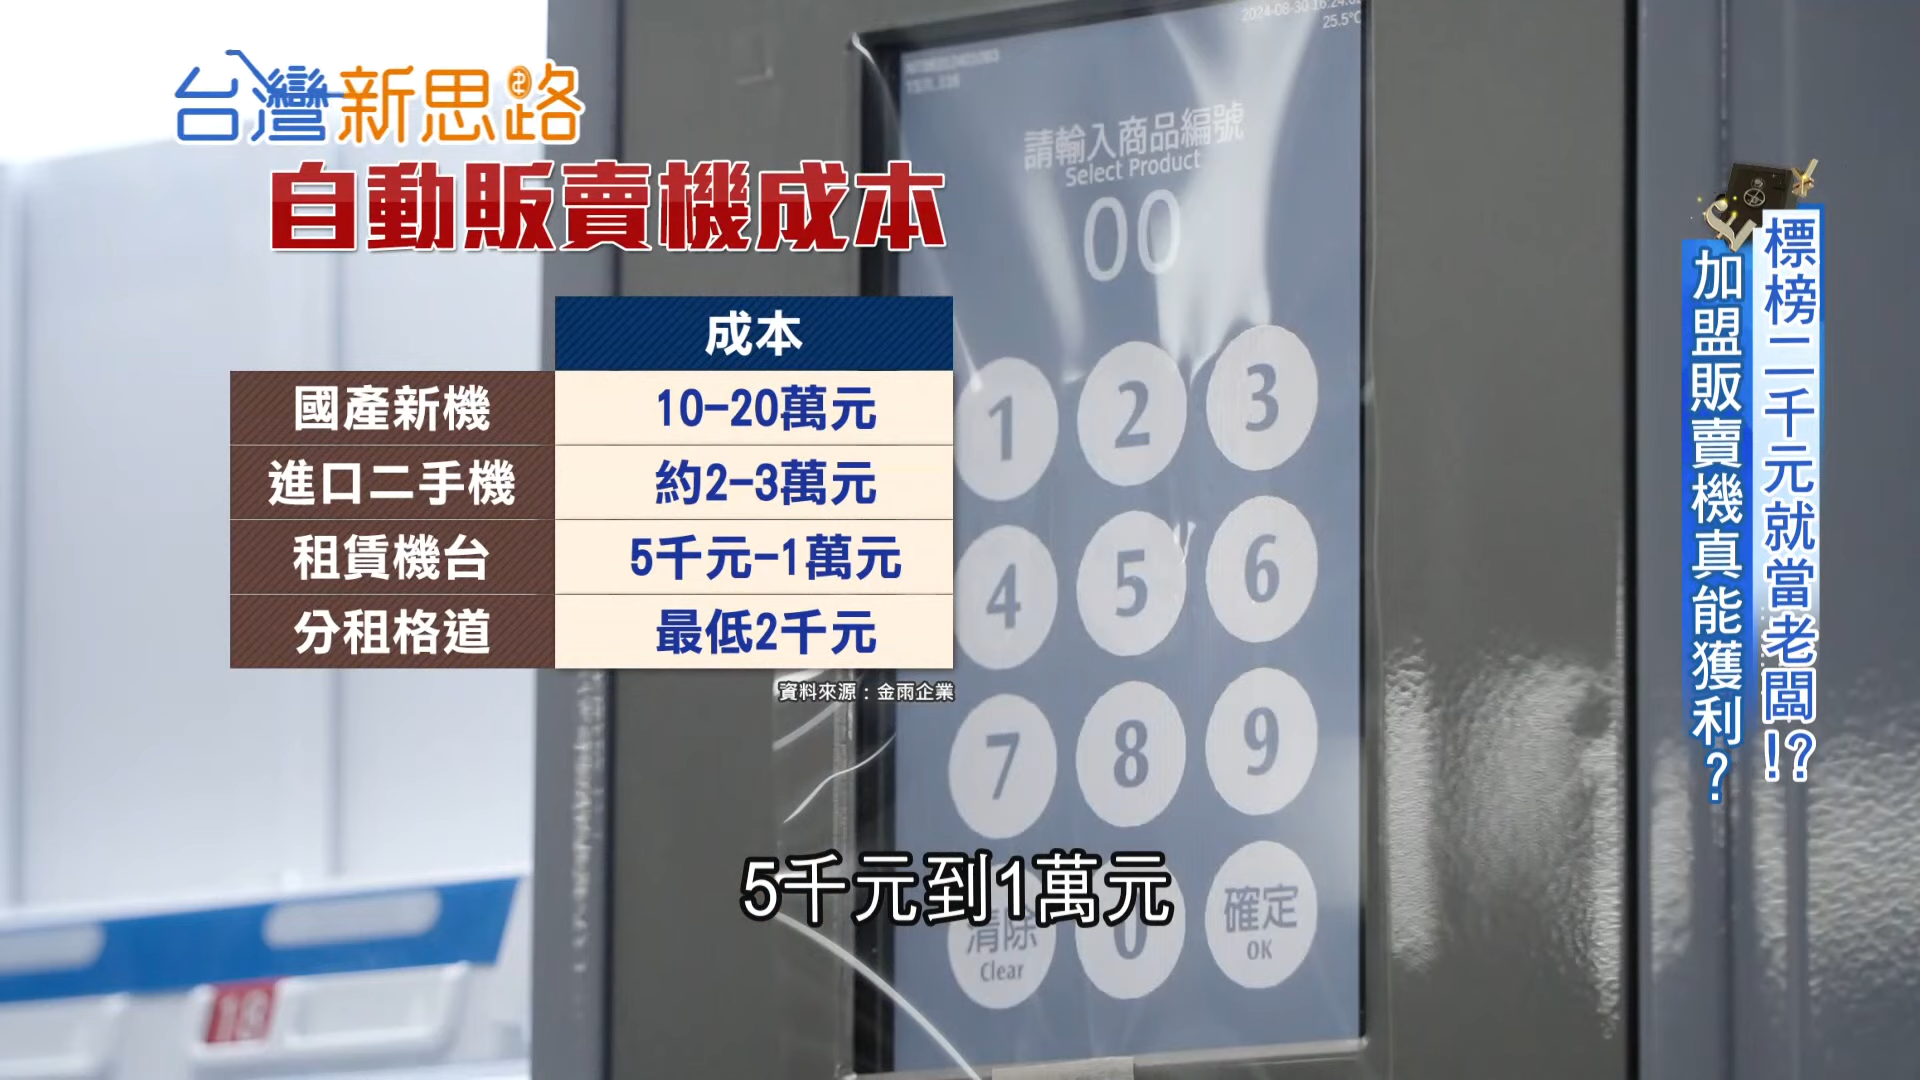 台灣新思路
自動販賣機成本
成本
國產新機 10-20萬元
進口二手機 約2-3萬元
租賃機台 5千元-1萬元
分租格道 最低2千元
資料來源：金雨企業
標榜二千元就當老闆!?
加盟販賣機真能獲利?
25.5°C
請輸入商品編號
Select Product
00
1 2 3
4 5 6
7 8 9
清除 0 確定
Clear OK
18
5千元到1萬元